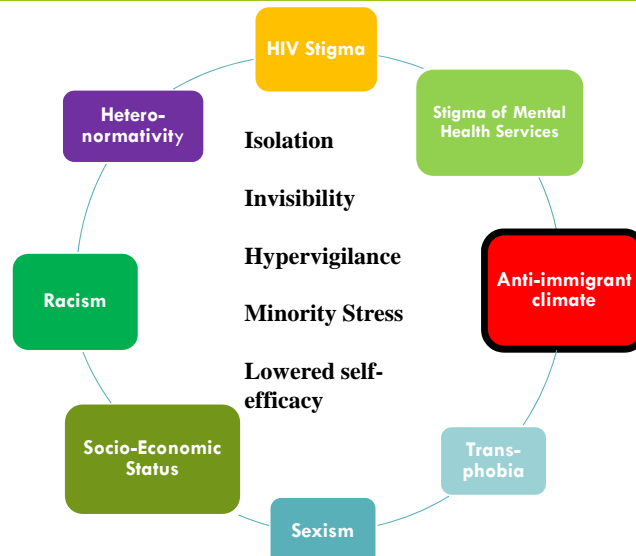 HIV Stigma
Stigma of Mental
Health Services
Anti-immigrant
climate
Trans-
phobia
Sexism
Socio-Economic
Status
Racism
Hetero-
normativity
Isolation
Invisibility
Hypervigilance
Minority Stress
Lowered self-
efficacy